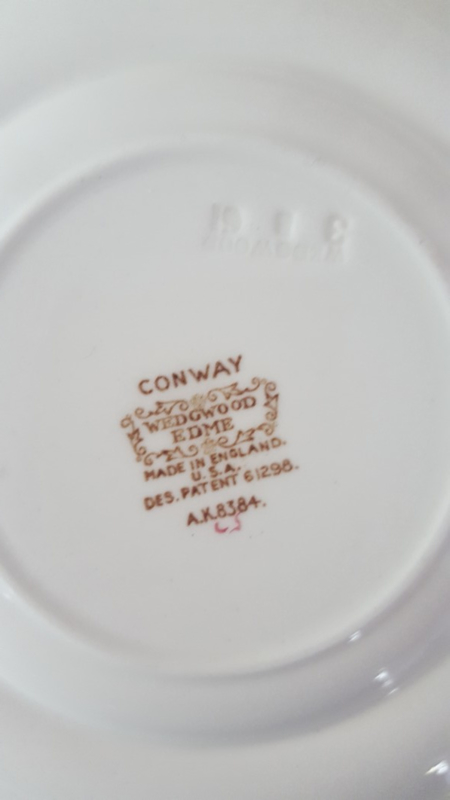 CONWAY
WEDGWOOD
EDME
MADE IN ENGLAND.
U.S.A.
DES. PATENT 61298.
A.K.8384.